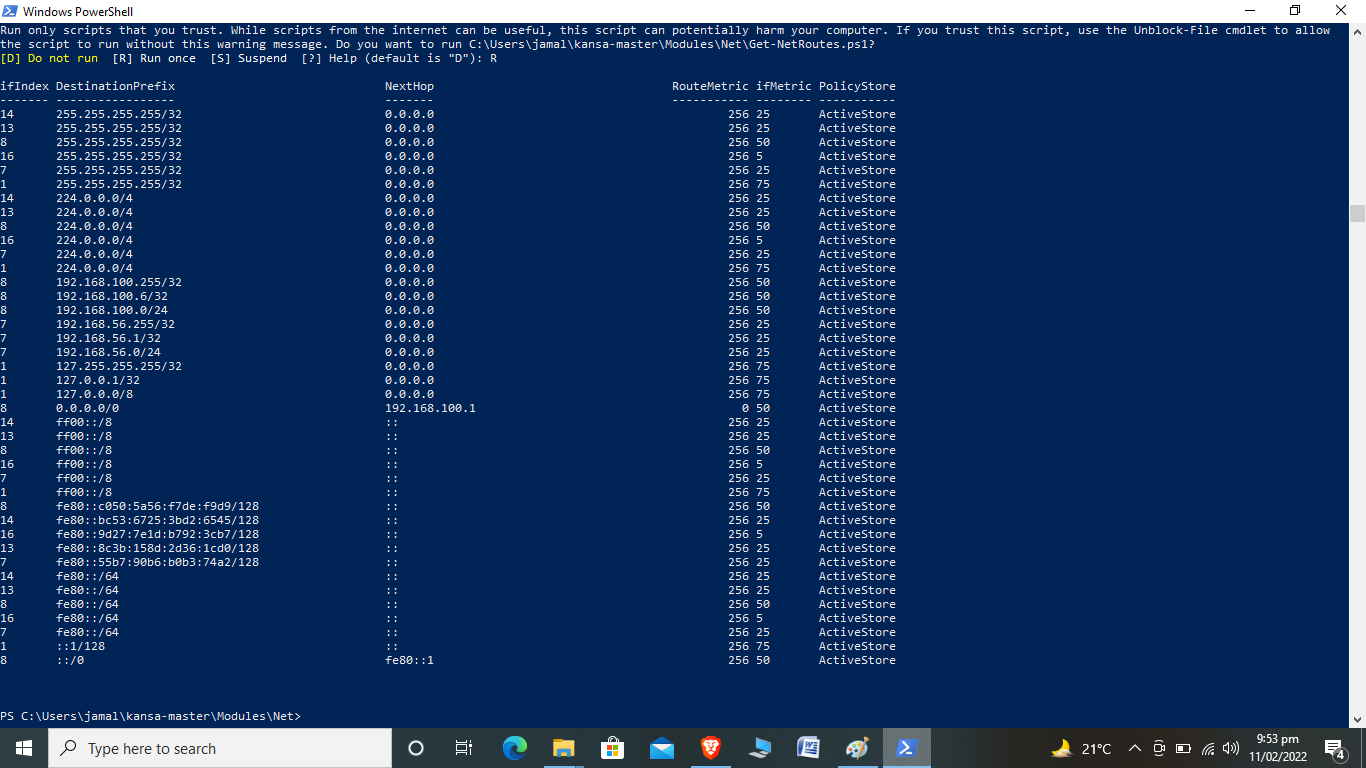 Windows PowerShell
Run only scripts that you trust. While scripts from the internet can be useful, this script can potentially harm your computer. If you trust this script, use the Unblock-File cmdlet to allow
the script to run without this warning message. Do you want to run C:\Users\jamal\kansa-master\Modules\Net\Get-NetRoutes.ps1?
[D] Do not run  [R] Run once  [S] Suspend  [?] Help (default is "D"): R
ifIndex DestinationPrefix NextHop RouteMetric ifMetric PolicyStore
------- ----------------- ------- ----------- -------- -----------
14 255.255.255.255/32 0.0.0.0 256 25 ActiveStore
13 255.255.255.255/32 0.0.0.0 256 25 ActiveStore
8 255.255.255.255/32 0.0.0.0 256 50 ActiveStore
16 255.255.255.255/32 0.0.0.0 256 5 ActiveStore
7 255.255.255.255/32 0.0.0.0 256 25 ActiveStore
1 255.255.255.255/32 0.0.0.0 256 75 ActiveStore
14 224.0.0.0/4 0.0.0.0 256 25 ActiveStore
13 224.0.0.0/4 0.0.0.0 256 25 ActiveStore
8 224.0.0.0/4 0.0.0.0 256 50 ActiveStore
16 224.0.0.0/4 0.0.0.0 256 5 ActiveStore
7 224.0.0.0/4 0.0.0.0 256 25 ActiveStore
1 224.0.0.0/4 0.0.0.0 256 75 ActiveStore
8 192.168.100.255/32 0.0.0.0 256 50 ActiveStore
8 192.168.100.6/32 0.0.0.0 256 50 ActiveStore
8 192.168.100.0/24 0.0.0.0 256 50 ActiveStore
7 192.168.56.255/32 0.0.0.0 256 25 ActiveStore
7 192.168.56.1/32 0.0.0.0 256 25 ActiveStore
7 192.168.56.0/24 0.0.0.0 256 25 ActiveStore
1 127.255.255.255/32 0.0.0.0 256 75 ActiveStore
1 127.0.0.1/32 0.0.0.0 256 75 ActiveStore
1 127.0.0.0/8 0.0.0.0 256 75 ActiveStore
8 0.0.0.0/0 192.168.100.1 0 50 ActiveStore
14 ff00::/8 :: 256 25 ActiveStore
13 ff00::/8 :: 256 25 ActiveStore
8 ff00::/8 :: 256 50 ActiveStore
16 ff00::/8 :: 256 5 ActiveStore
7 ff00::/8 :: 256 25 ActiveStore
1 ff00::/8 :: 256 75 ActiveStore
8 fe80::c050:5a56:f7de:f9d9/128 :: 256 50 ActiveStore
14 fe80::bc53:6725:3bd2:6545/128 :: 256 25 ActiveStore
16 fe80::9d27:7e1d:b792:3cb7/128 :: 256 5 ActiveStore
13 fe80::8c3b:158d:2d36:1cd0/128 :: 256 25 ActiveStore
7 fe80::55b7:90b6:b0b3:74a2/128 :: 256 25 ActiveStore
14 fe80::/64 :: 256 25 ActiveStore
13 fe80::/64 :: 256 25 ActiveStore
8 fe80::/64 :: 256 50 ActiveStore
16 fe80::/64 :: 256 5 ActiveStore
7 fe80::/64 :: 256 25 ActiveStore
1 ::1/128 :: 256 75 ActiveStore
8 ::/0 fe80::1 256 50 ActiveStore
PS C:\Users\jamal\kansa-master\Modules\Net>
Type here to search
21°C
9:53 pm
11/02/2022
4